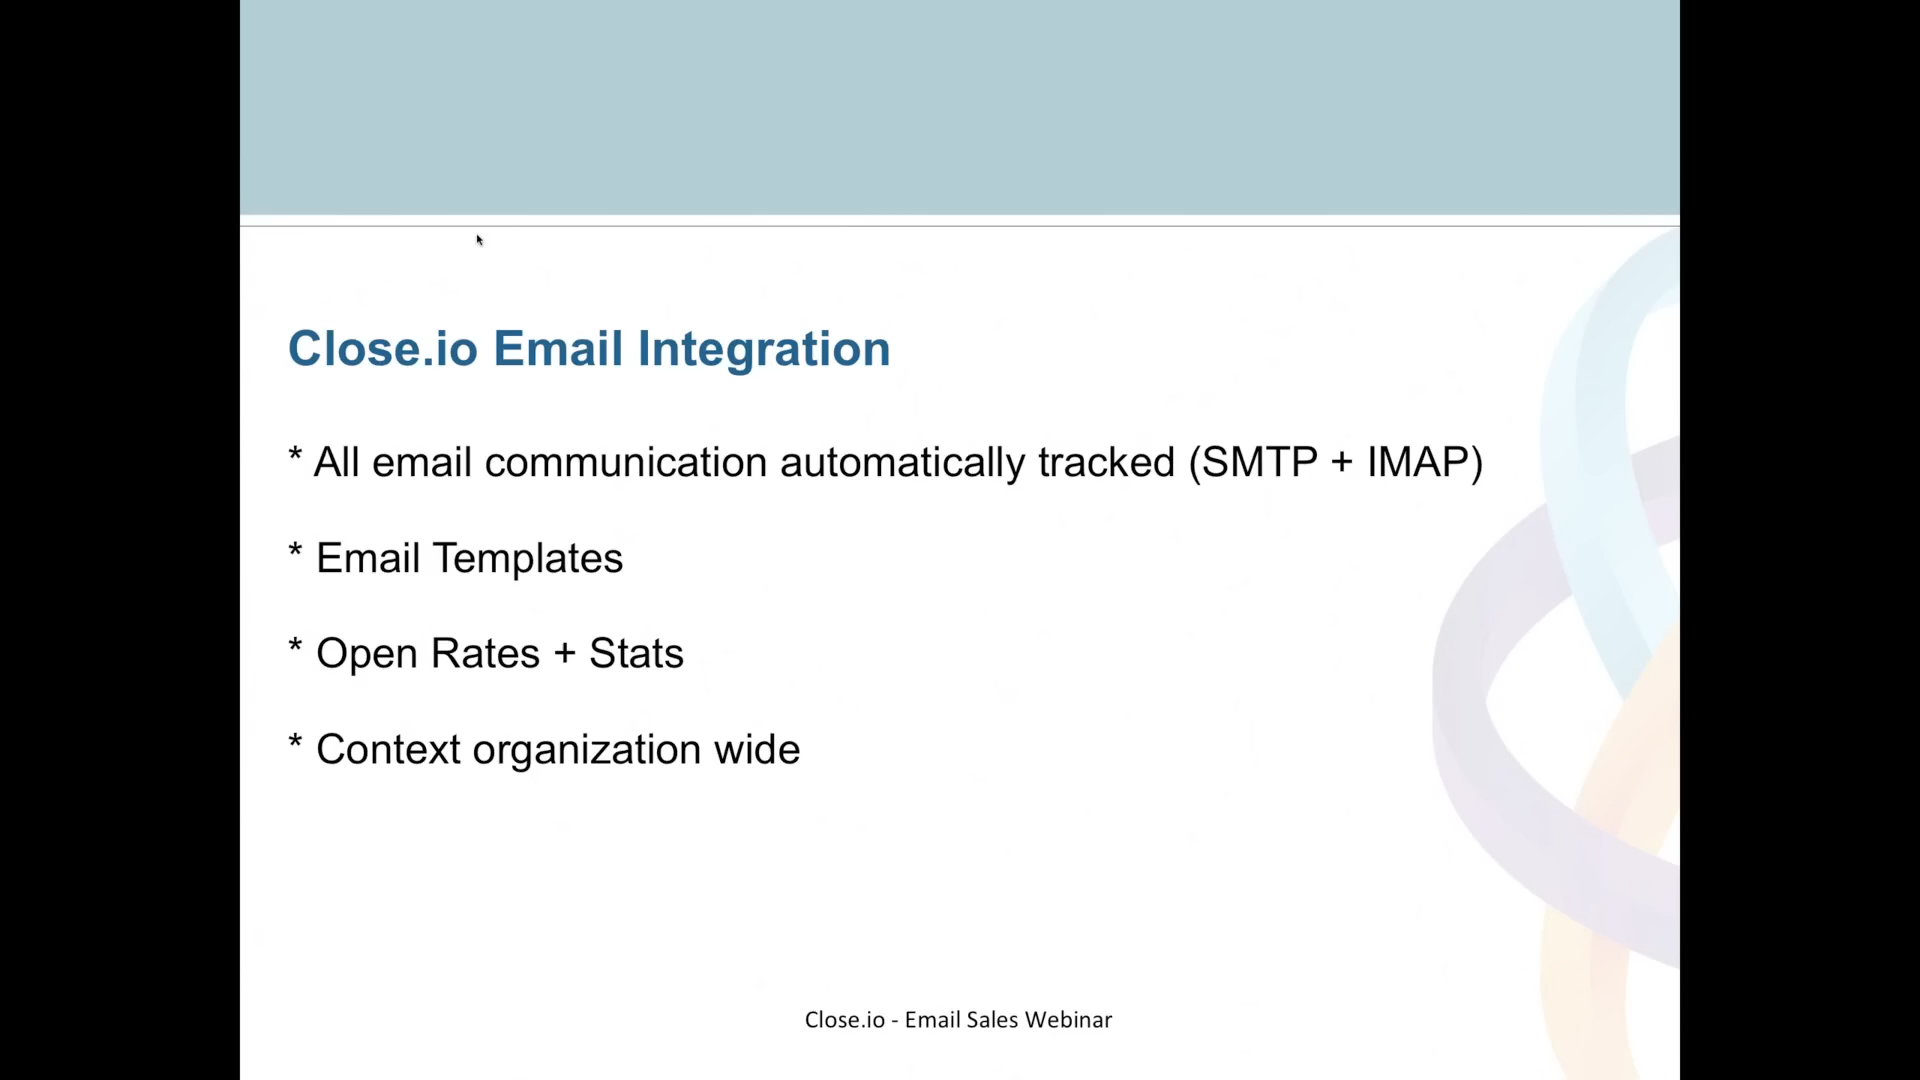 Close.io Email Integration
* All email communication automatically tracked (SMTP + IMAP)
* Email Templates
* Open Rates + Stats
* Context organization wide
Close.io - Email Sales Webinar